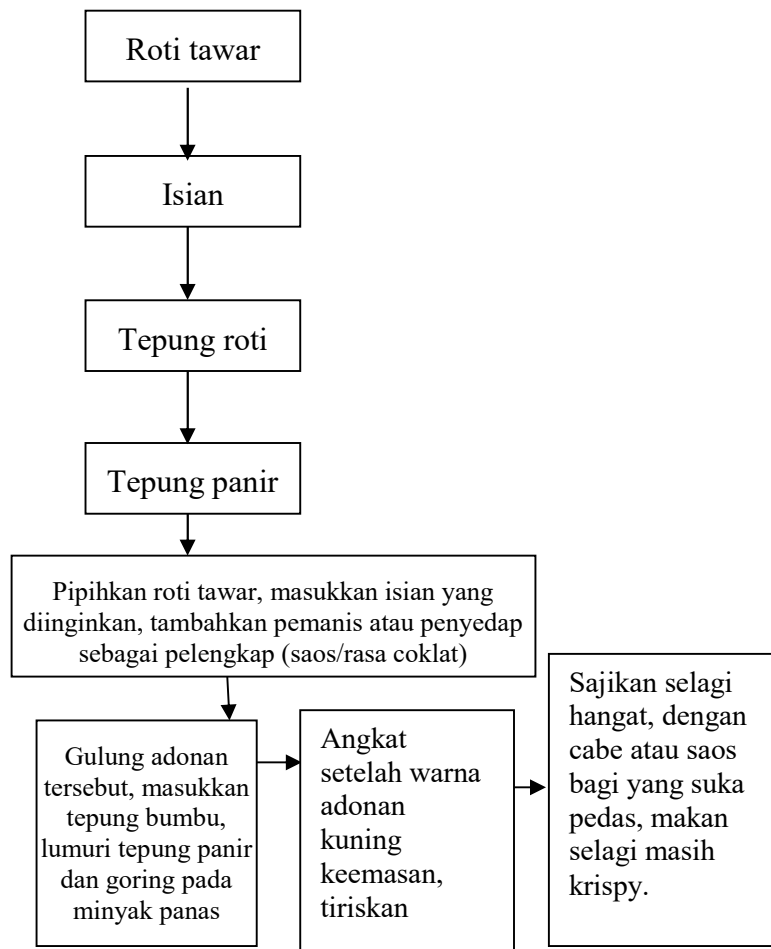 Roti tawar
Isian
Tepung roti
Tepung panir
Pipihkan roti tawar, masukkan isian yang
diinginkan, tambahkan pemanis atau penyedap
sebagai pelengkap (saos/rasa coklat)
Gulung adonan
tersebut, masukkan
tepung bumbu,
lumuri tepung panir
dan goring pada
minyak panas
Angkat
setelah warna
adonan
kuning
keemasan,
tiriskan
Sajikan selagi
hangat, dengan
cabe atau saos
bagi yang suka
pedas, makan
selagi masih
krispy.